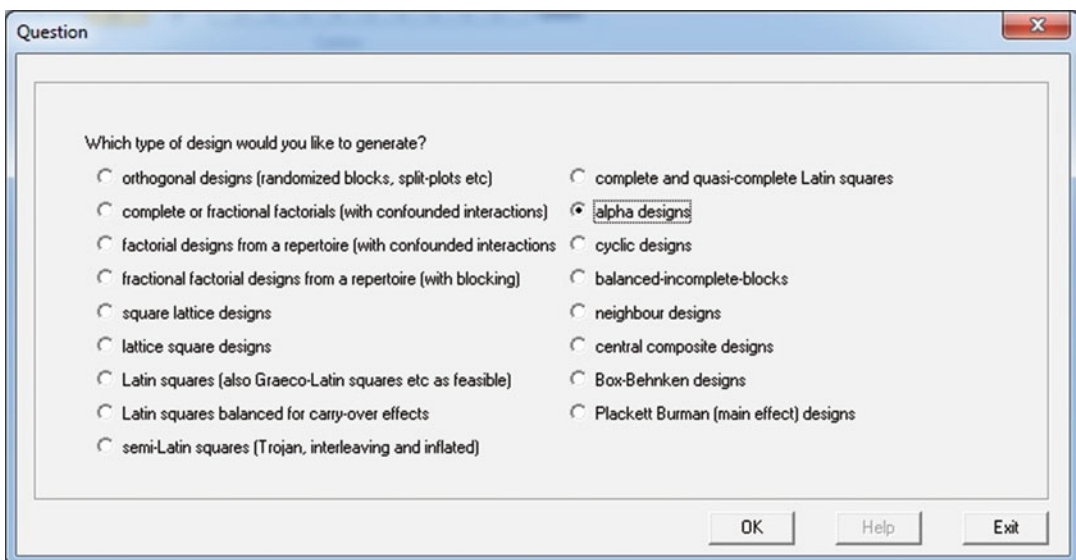 Question
Which type of design would you like to generate?
orthogonal designs (randomized blocks, split-plots etc)
complete or fractional factorials (with confounded interactions)
factorial designs from a repertoire (with confounded interactions
fractional factorial designs from a repertoire (with blocking)
square lattice designs
lattice square designs
Latin squares (also Graeco-Latin squares etc as feasible)
Latin squares balanced for carry-over effects
semi-Latin squares (Trojan, interleaving and inflated)
complete and quasi-complete Latin squares
alpha designs
cyclic designs
balanced-incomplete-blocks
neighbour designs
central composite designs
Box-Behnken designs
Plackett Burman (main effect) designs
OK
Help
Exit